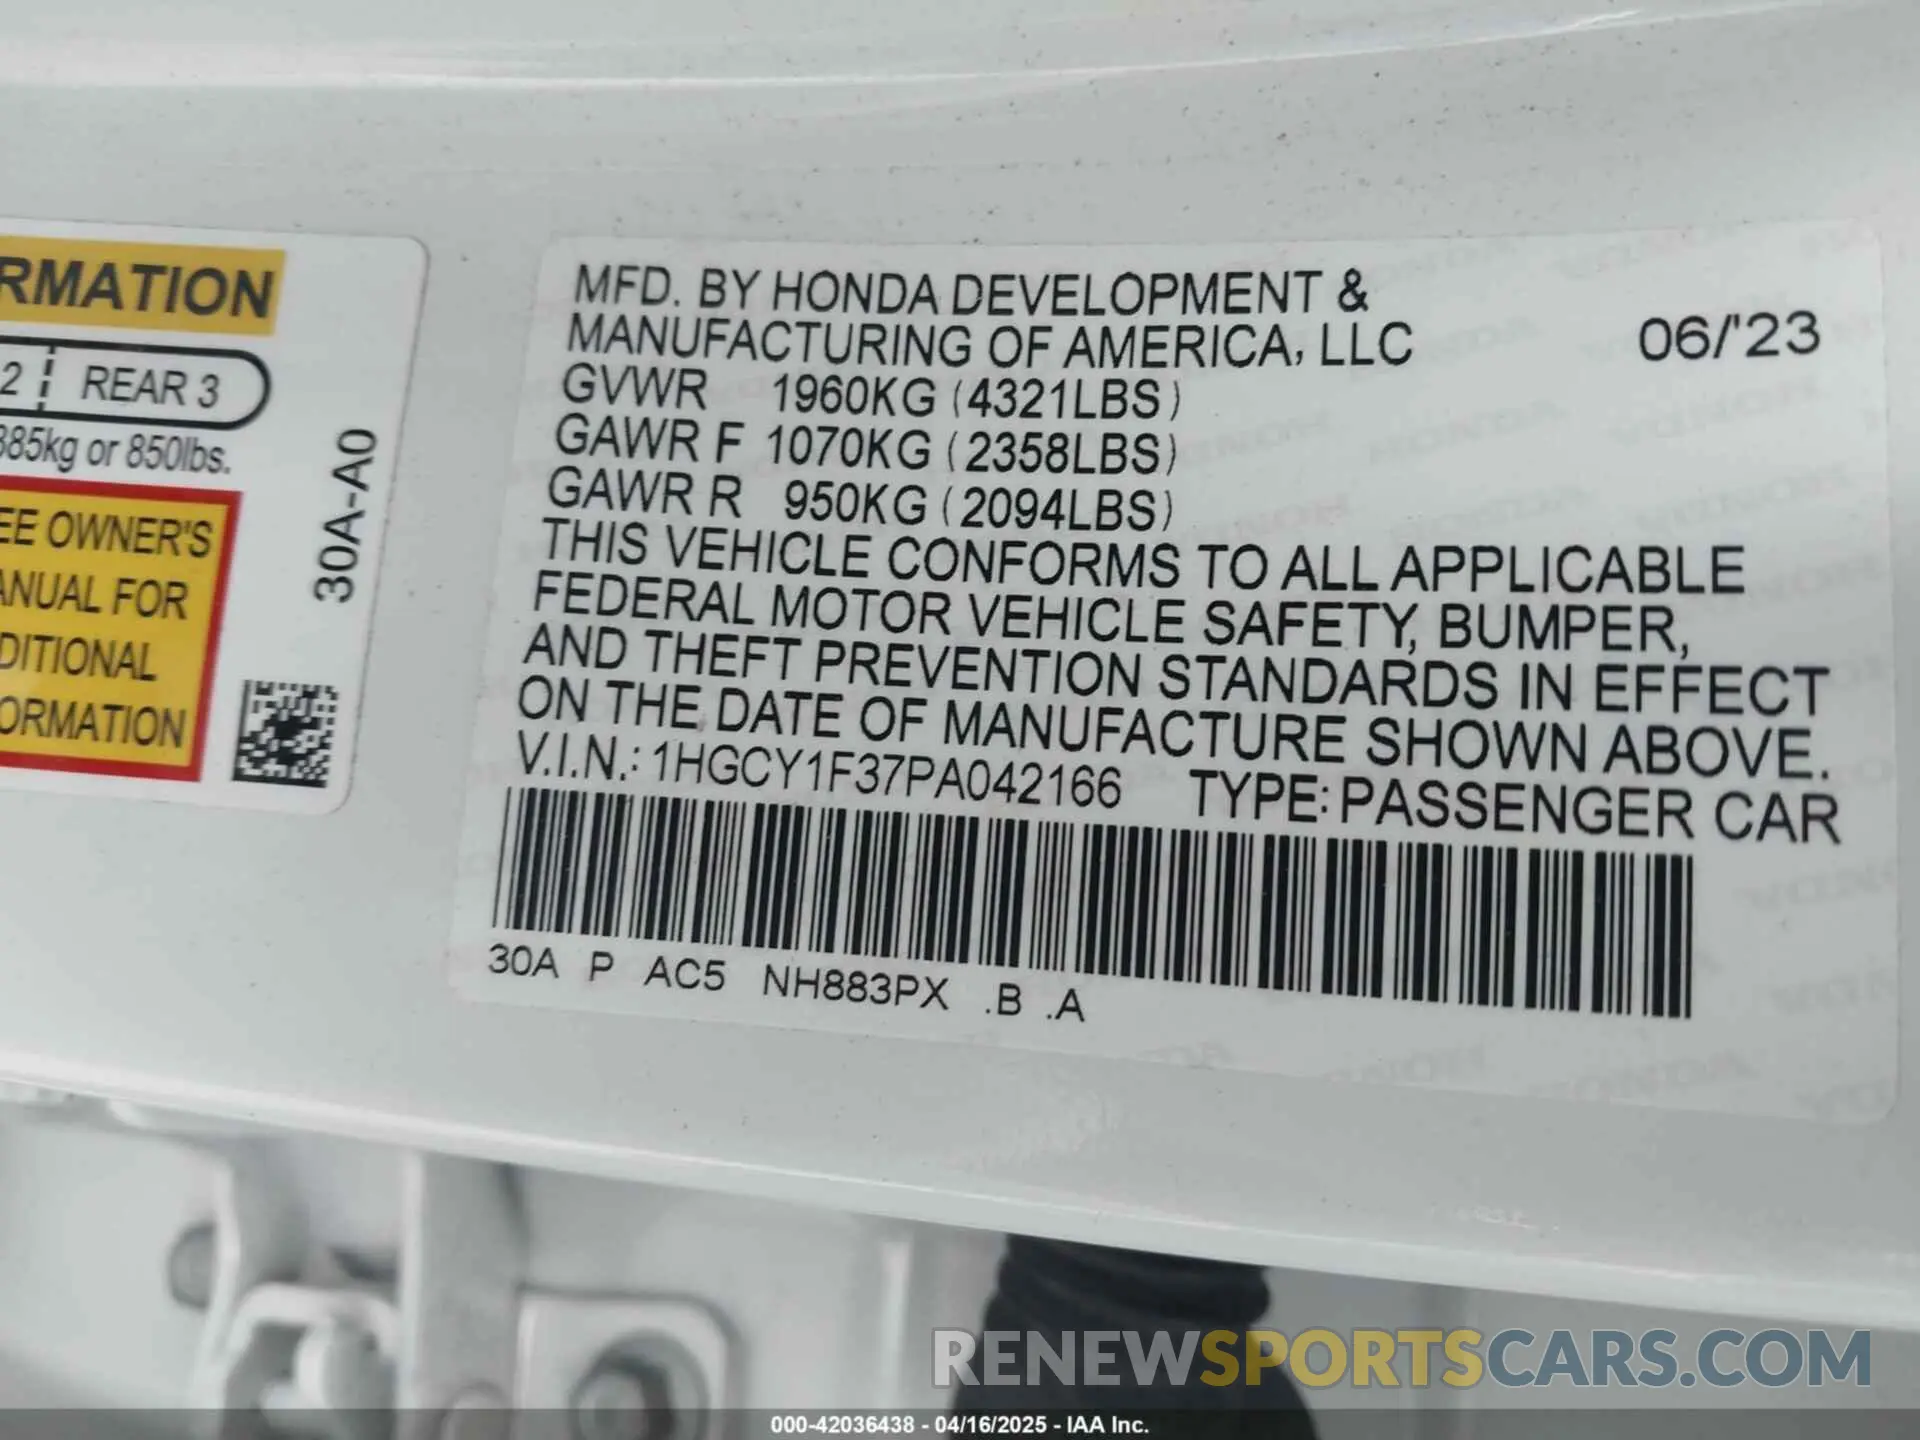 RMATION
2 REAR 3
385kg or 850lbs.
EE OWNER'S
ANUAL FOR
DITIONAL
ORMATION
30A-A0
MFD. BY HONDA DEVELOPMENT &
MANUFACTURING OF AMERICA, LLC
06/'23
GVWR 1960KG (4321LBS)
GAWR F 1070KG (2358LBS)
GAWR R 950KG (2094LBS)
THIS VEHICLE CONFORMS TO ALL APPLICABLE
FEDERAL MOTOR VEHICLE SAFETY, BUMPER,
AND THEFT PREVENTION STANDARDS IN EFFECT
ON THE DATE OF MANUFACTURE SHOWN ABOVE.
V.I.N.: 1HGCY1F37PA042166 TYPE: PASSENGER CAR
30A P AC5 NH883PX .B .A
RENEWSPORTSCARS.COM
000-42036438 - 04/16/2025 - IAA Inc.